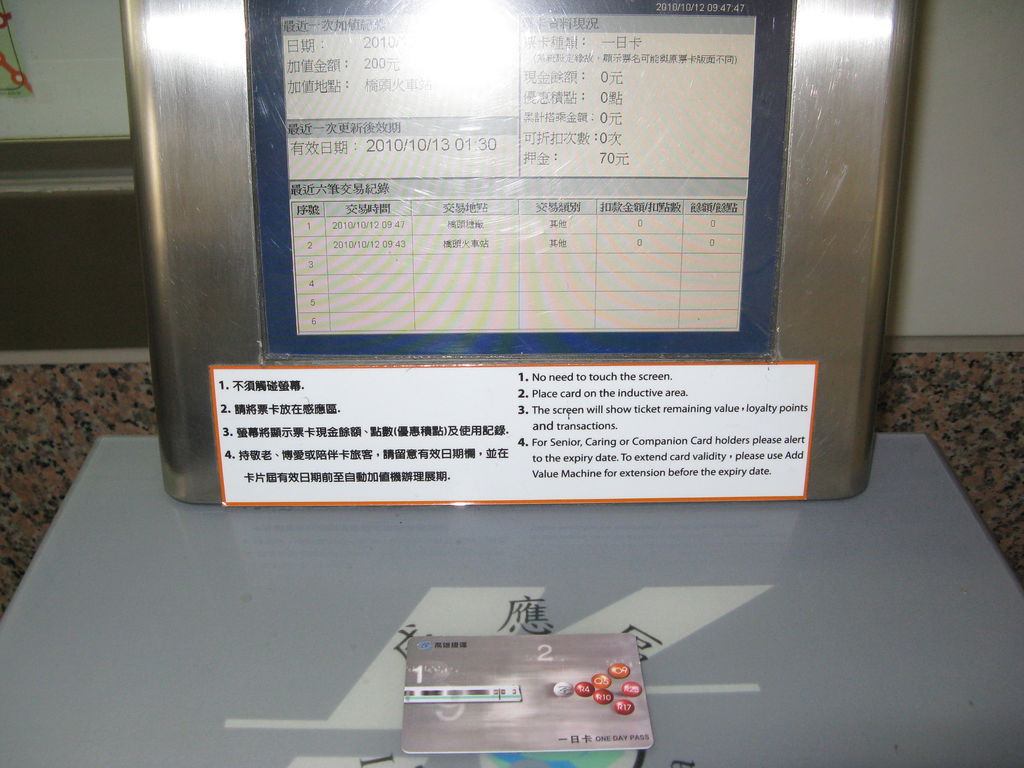 2010/10/12 09:47:47
最近一次加值紀錄
日期： 2010/
加值金額： 200元
加值地點： 橋頭火車站
最近一次更新後效期
有效日期： 2010/10/13 01:30
票卡資料現況
票卡種類： 一日卡
現金餘額： 0元
優惠積點： 0點
累計搭乘金額： 0元
可折扣次數：0次
押金： 70元
最近六筆交易紀錄
序號 交易時間 交易地點 交易類別 扣款金額/扣點數 餘額/餘點
1 2010/10/12 09:47 橋頭糖廠 其他 0 0
2 2010/10/12 09:43 橋頭火車站 其他 0 0
3
4
5
6
1. 不須觸碰螢幕.
2. 請將票卡放在感應區.
3. 螢幕將顯示票卡現金餘額、點數(優惠積點)及使用記錄.
4. 持敬老、博愛或陪伴卡旅客，請留意有效日期欄，並在
卡片屆有效日期前至自動加值機辦理展期.
1. No need to touch the screen.
2. Place card on the inductive area.
3. The screen will show ticket remaining value，loyalty points
and transactions.
4. For Senior, Caring or Companion Card holders please alert
to the expiry date. To extend card validity，please use Add
Value Machine for extension before the expiry date.
應
高雄捷運
1 2
O9
O5
R4 R23
R10
R17
一日卡 ONE DAY PASS